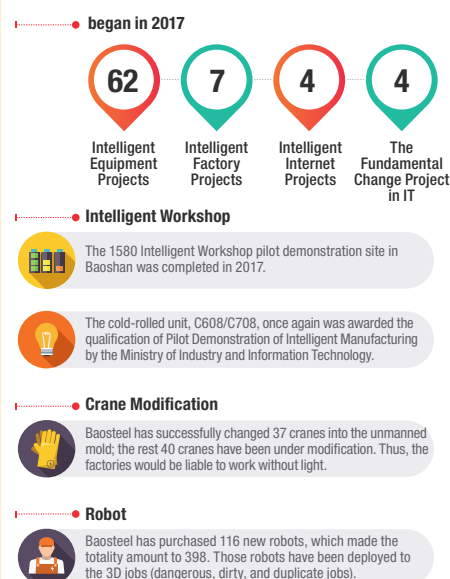 began in 2017
62 7 4 4
Intelligent Equipment Projects
Intelligent Factory Projects
Intelligent Internet Projects
The Fundamental Change Project in IT
Intelligent Workshop
The 1580 Intelligent Workshop pilot demonstration site in
Baoshan was completed in 2017.
The cold-rolled unit, C608/C708, once again was awarded the
qualification of Pilot Demonstration of Intelligent Manufacturing
by the Ministry of Industry and Information Technology.
Crane Modification
Baosteel has successfully changed 37 cranes into the unmanned
mold; the rest 40 cranes have been under modification. Thus, the
factories would be liable to work without light.
Robot
Baosteel has purchased 116 new robots, which made the
totality amount to 398. Those robots have been deployed to
the 3D jobs (dangerous, dirty, and duplicate jobs).